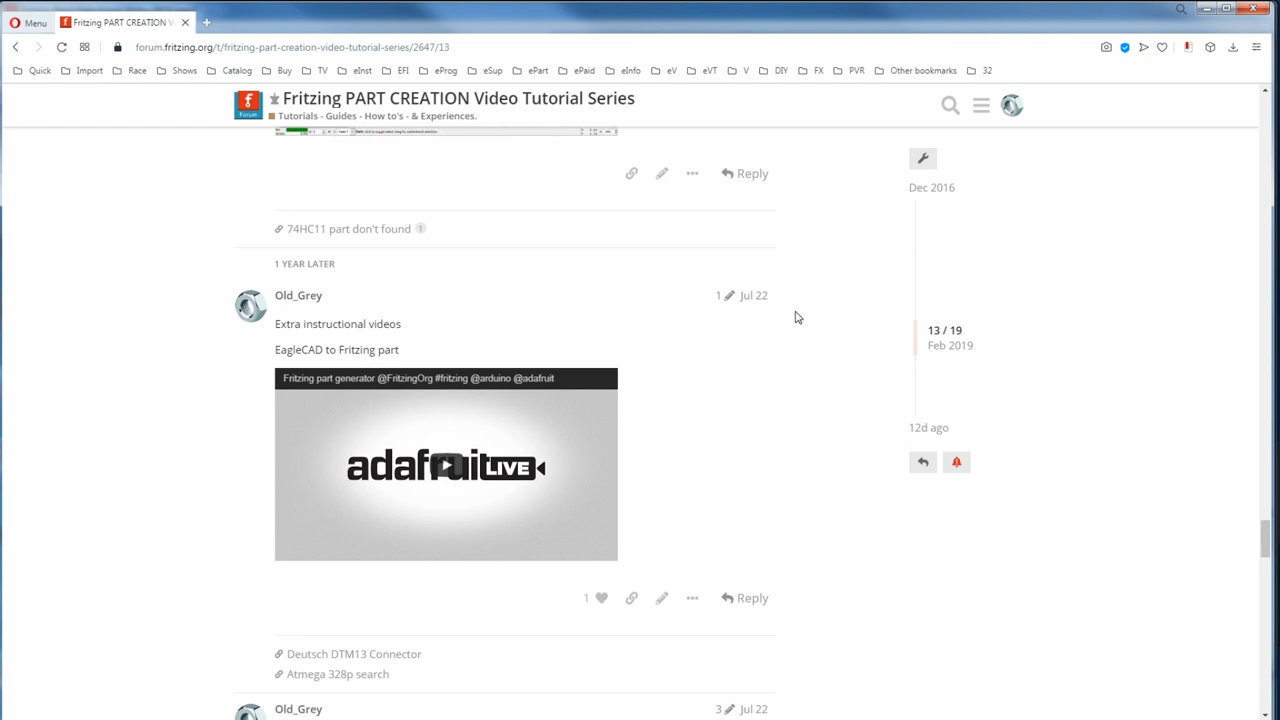 Menu
Fritzing PART CREATION V
forum.fritzing.org/t/fritzing-part-creation-video-tutorial-series/2647/13
Quick Import Race Shows Catalog Buy TV eInst EFI eProg eSup ePart ePaid eInfo eV eVT V DIY FX PVR Other bookmarks 32
Forum
Fritzing PART CREATION Video Tutorial Series
Tutorials - Guides - How to's - & Experiences.
Reply
Dec 2016
74HC11 part don't found 1
1 YEAR LATER
Old_Grey 1 Jul 22
Extra instructional videos
EagleCAD to Fritzing part
13 / 19
Feb 2019
Fritzing part generator @FritzingOrg #fritzing @arduino @adafruit
adafruit LIVE
12d ago
1 Reply
Deutsch DTM13 Connector
Atmega 328p search
Old_Grey 3 Jul 22